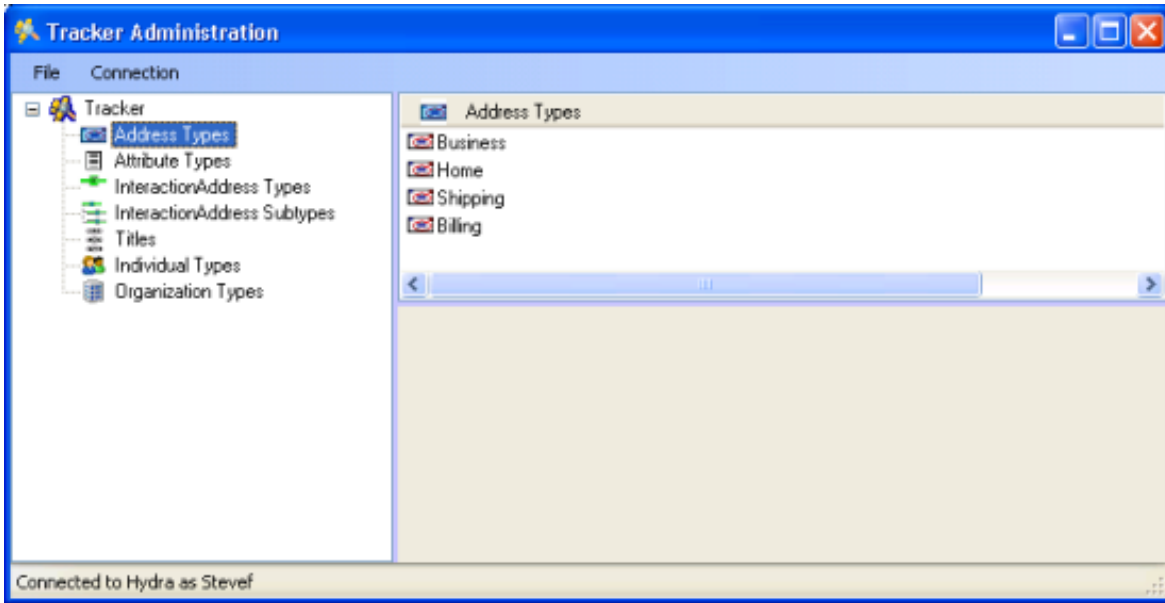 Tracker Administration
File Connection
Tracker
Address Types
Attribute Types
InteractionAddress Types
InteractionAddress Subtypes
Titles
Individual Types
Organization Types
Address Types
Business
Home
Shipping
Billing
Connected to Hydra as Stevef